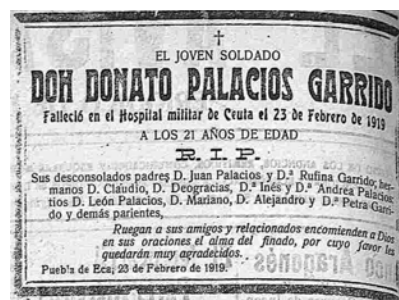 EL JOVEN SOLDADO
DON DONATO PALACIOS GARRIDO
Falleció en el Hospital militar de Ceuta el 23 de Febrero de 1919
A LOS 21 AÑOS DE EDAD
R. I. P.
Sus desconsolados padres D. Juan Palacios y D.ª Rufina Garrido; her-
manos D. Claudio, D. Deogracias, D.ª Inés y D.ª Andrea Palacios;
tios D. León Palacios, D. Mariano, D. Alejandro y D.ª Petra Garri-
do y demás parientes,
Ruegan a sus amigos y relacionados encomienden a Dios
en sus oraciones el alma del finado, por cuyo favor les
quedarán muy agradecidos.
Puebla de Eca, 23 de Febrero de 1919.